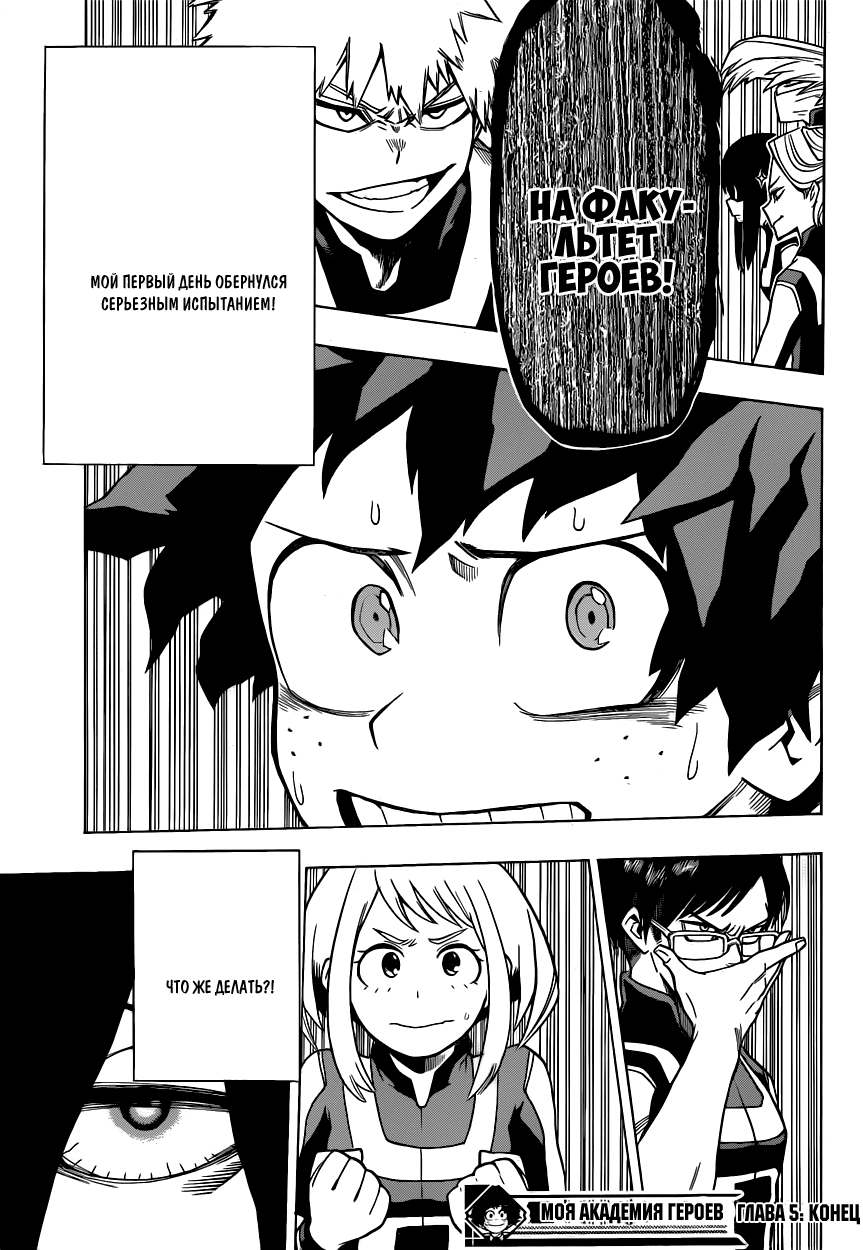 НА ФАКУ-
ЛЬТЕТ
ГЕРОЕВ!
МОЙ ПЕРВЫЙ ДЕНЬ ОБЕРНУЛСЯ
СЕРЬЕЗНЫМ ИСПЫТАНИЕМ!
ЧТО ЖЕ ДЕЛАТЬ?!
МОЯ АКАДЕМИЯ ГЕРОЕВ ГЛАВА 5: КОНЕЦ